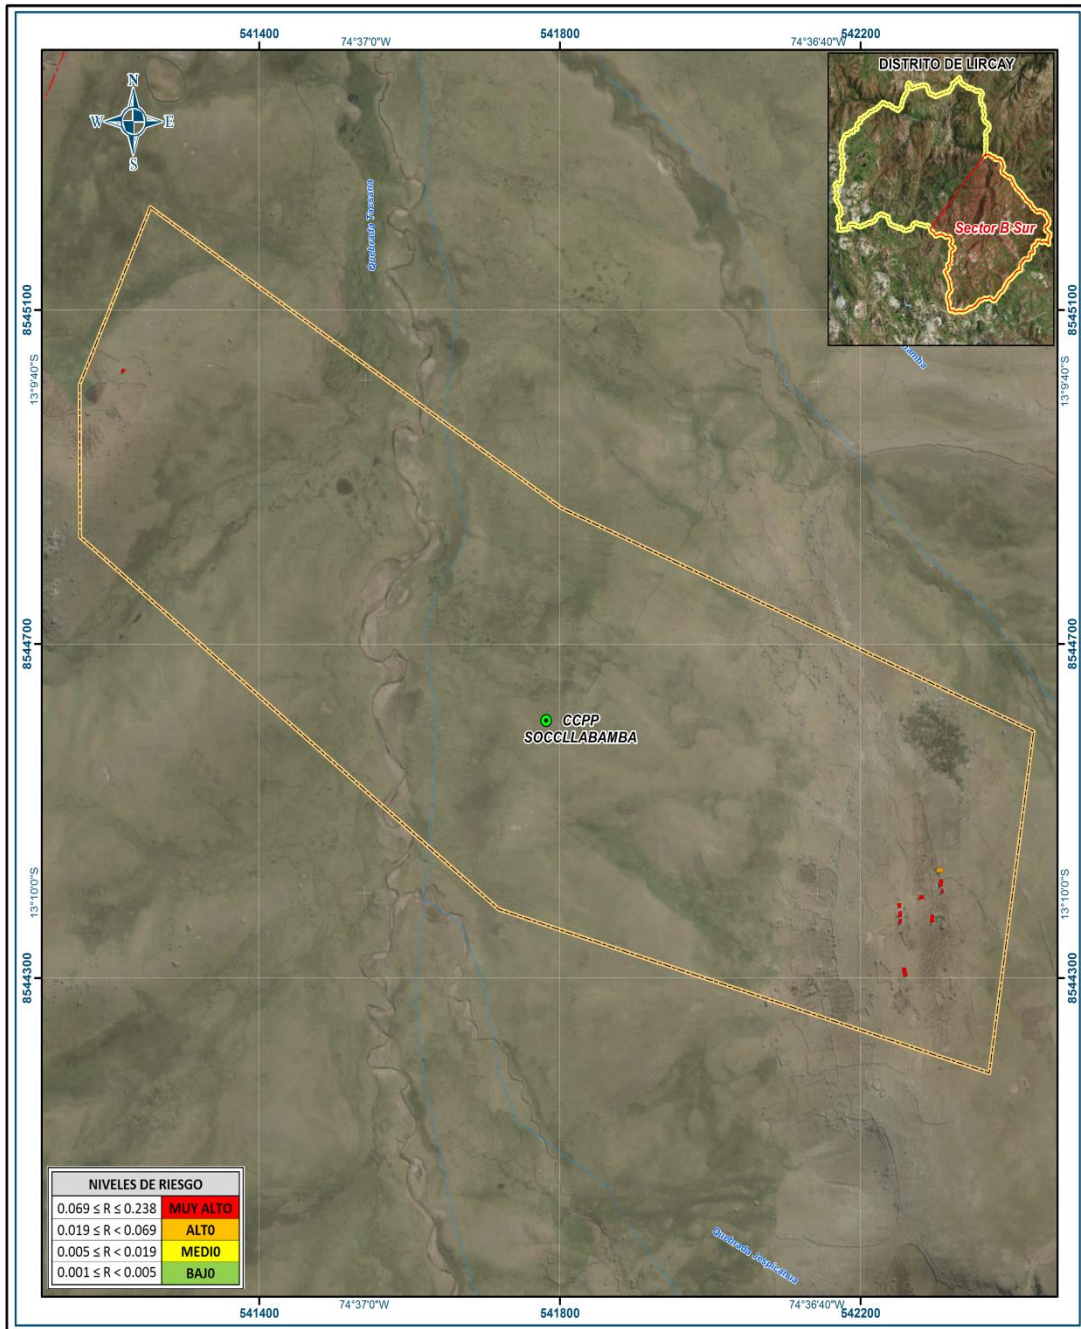 541400
74°37'0"W
541800
74°36'40"W
542200
N
W E
S
DISTRITO DE LIRCAY
Sector B-Sur
8545100
8545100
13°9'40"S
13°9'40"S
8544700
8544700
CCPP
SOCCLLABAMBA
13°10'0"S
13°10'0"S
8544300
8544300
NIVELES DE RIESGO
0.069 ≤ R ≤ 0.238 MUY ALTO
0.019 ≤ R < 0.069 ALTO
0.005 ≤ R < 0.019 MEDIO
0.001 ≤ R < 0.005 BAJO
541400
74°37'0"W
541800
74°36'40"W
542200